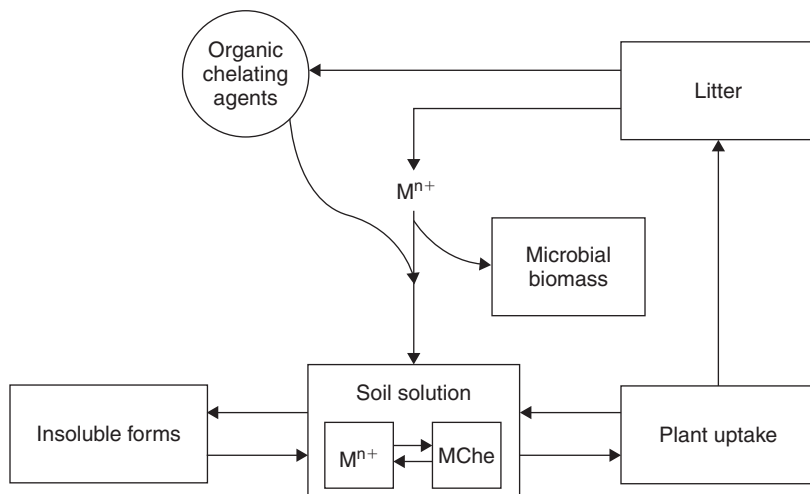 Organic
chelating
agents
Litter
Mⁿ⁺
Microbial
biomass
Soil solution
Insoluble forms
Mⁿ⁺
MChe
Plant uptake